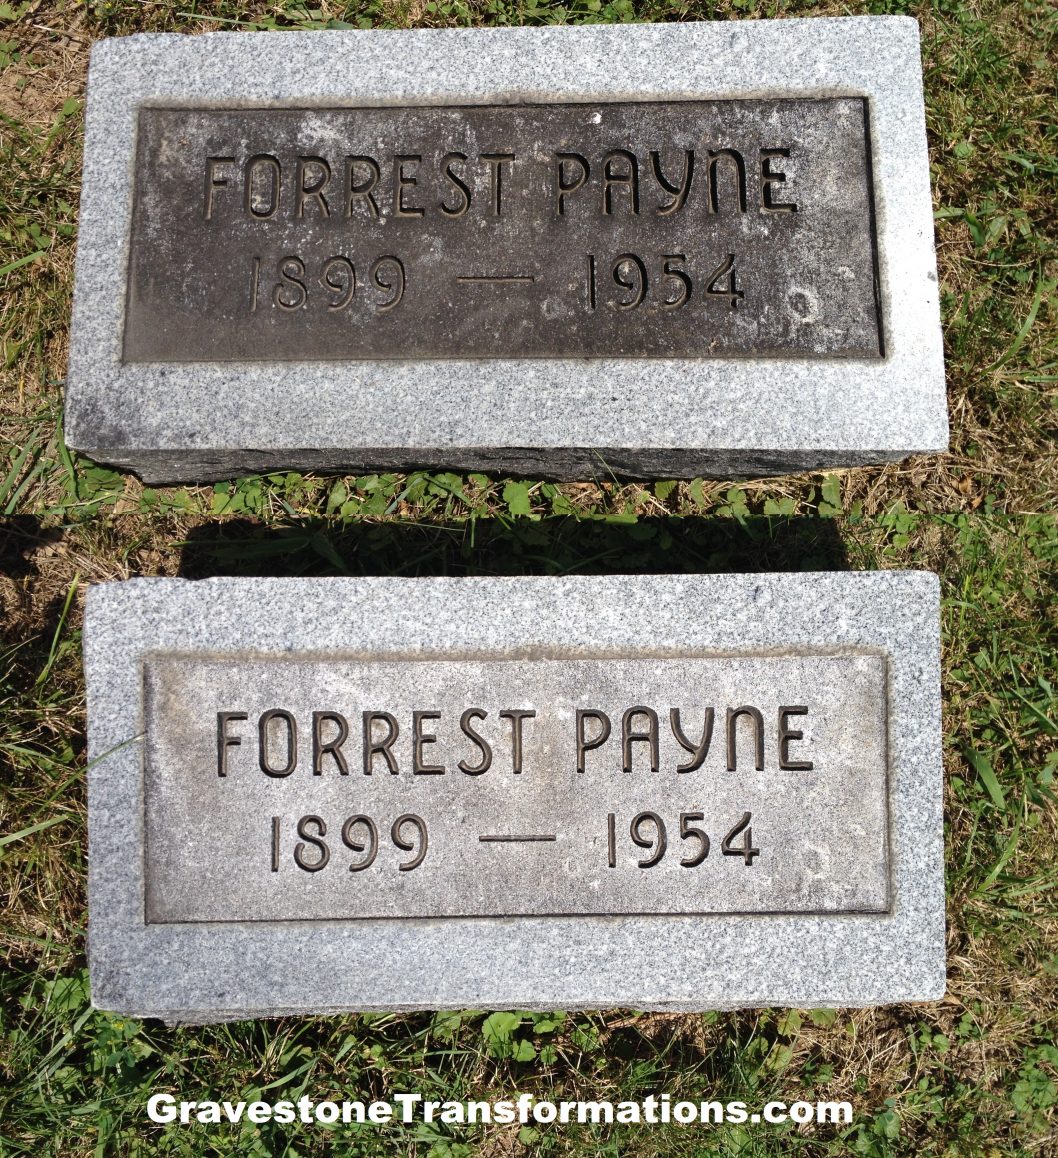 FORREST PAYNE
1899 — 1954
FORREST PAYNE
1899 — 1954
GravestoneTransformations.com